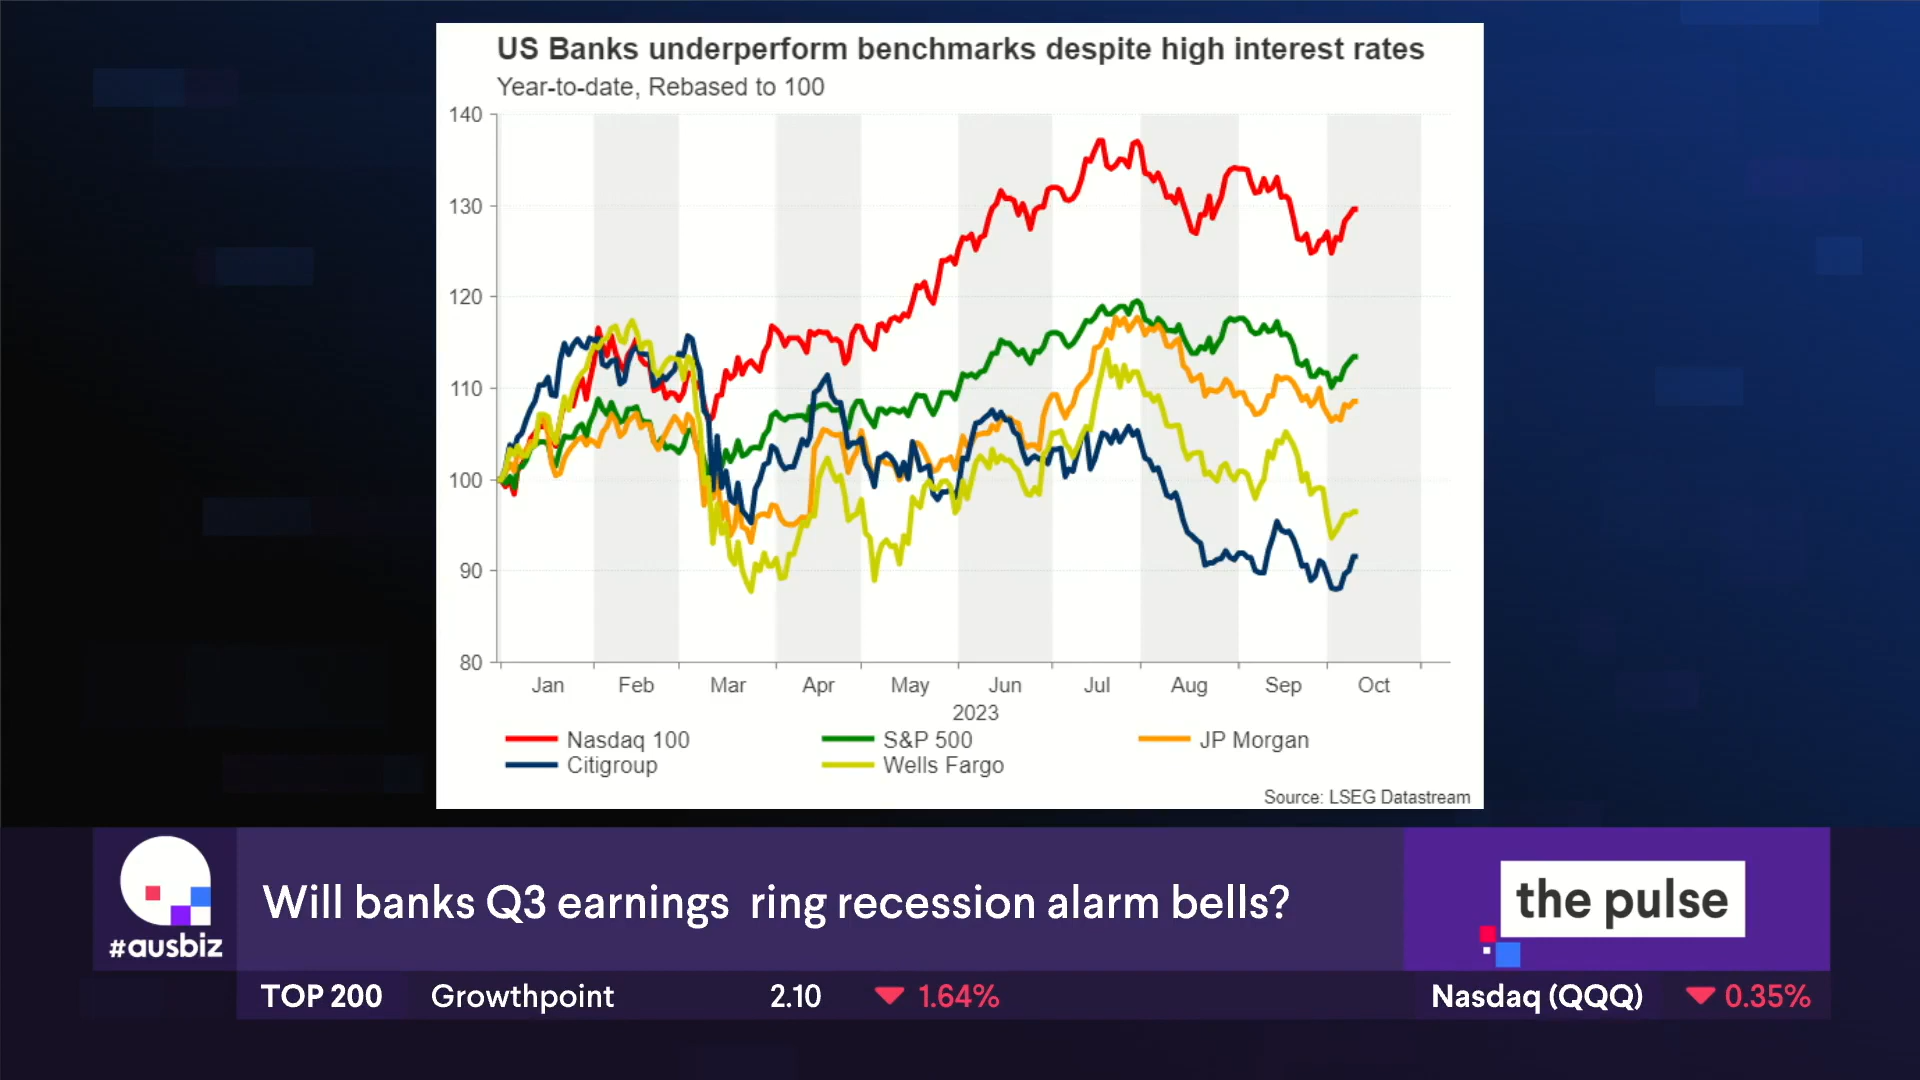 US Banks underperform benchmarks despite high interest rates
Year-to-date, Rebased to 100
140
130
120
110
100
90
80
Jan Feb Mar Apr May Jun Jul Aug Sep Oct
2023
Nasdaq 100 S&P 500 JP Morgan
Citigroup Wells Fargo
Source: LSEG Datastream
Will banks Q3 earnings ring recession alarm bells?
the pulse
#ausbiz
TOP 200 Growthpoint 2.10 1.64% Nasdaq (QQQ) 0.35%